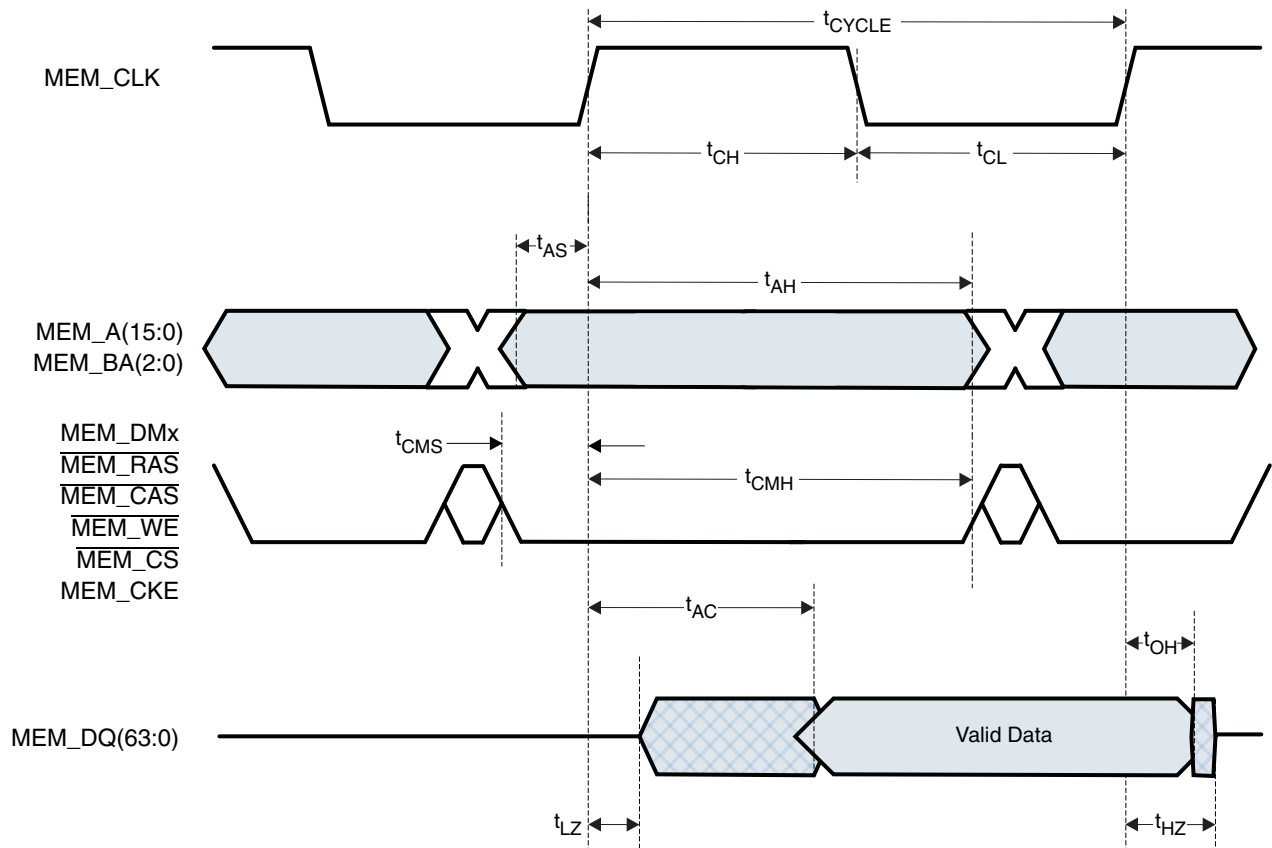 tCYCLE
MEM_CLK
tCH
tCL
tAS
tAH
MEM_A(15:0)
MEM_BA(2:0)
MEM_DMx
MEM_RAS
MEM_CAS
MEM_WE
MEM_CS
MEM_CKE
tCMS
tCMH
tAC
tOH
MEM_DQ(63:0)
Valid Data
tLZ
tHZ